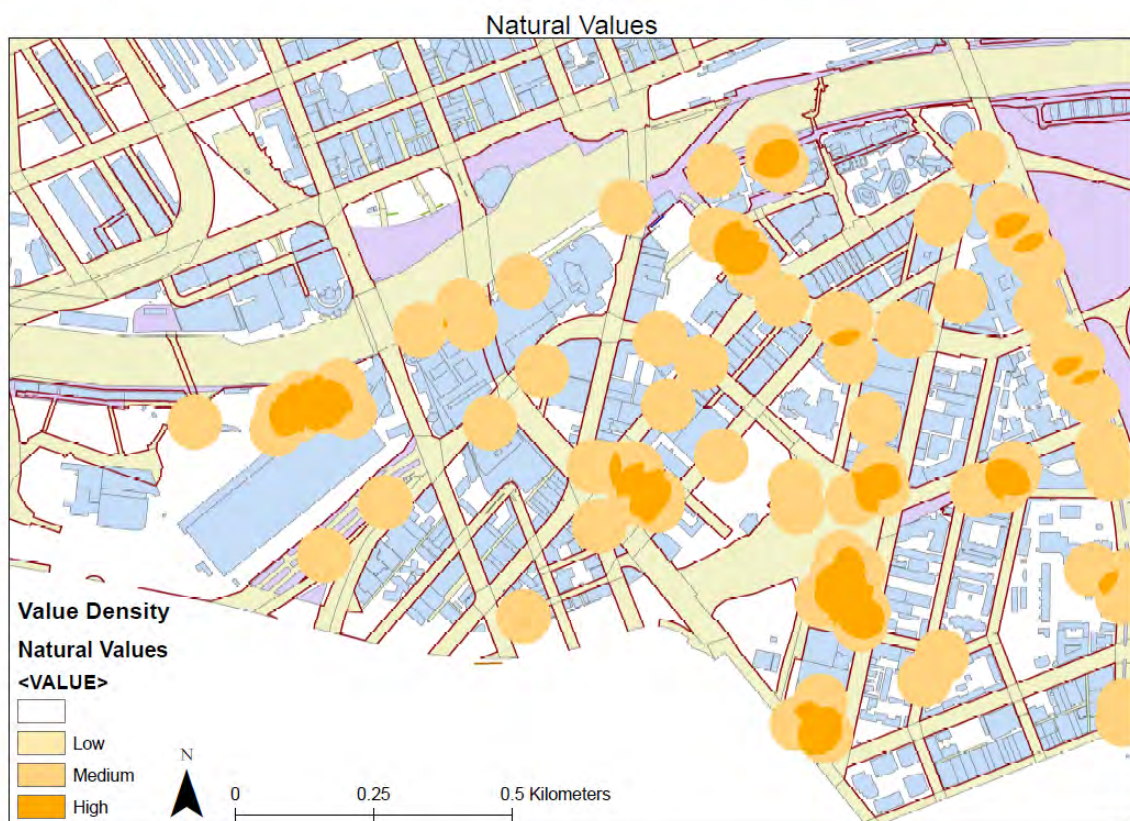 Natural Values
Value Density
Natural Values
<VALUE>
Low
Medium
High
N
0 0.25 0.5 Kilometers